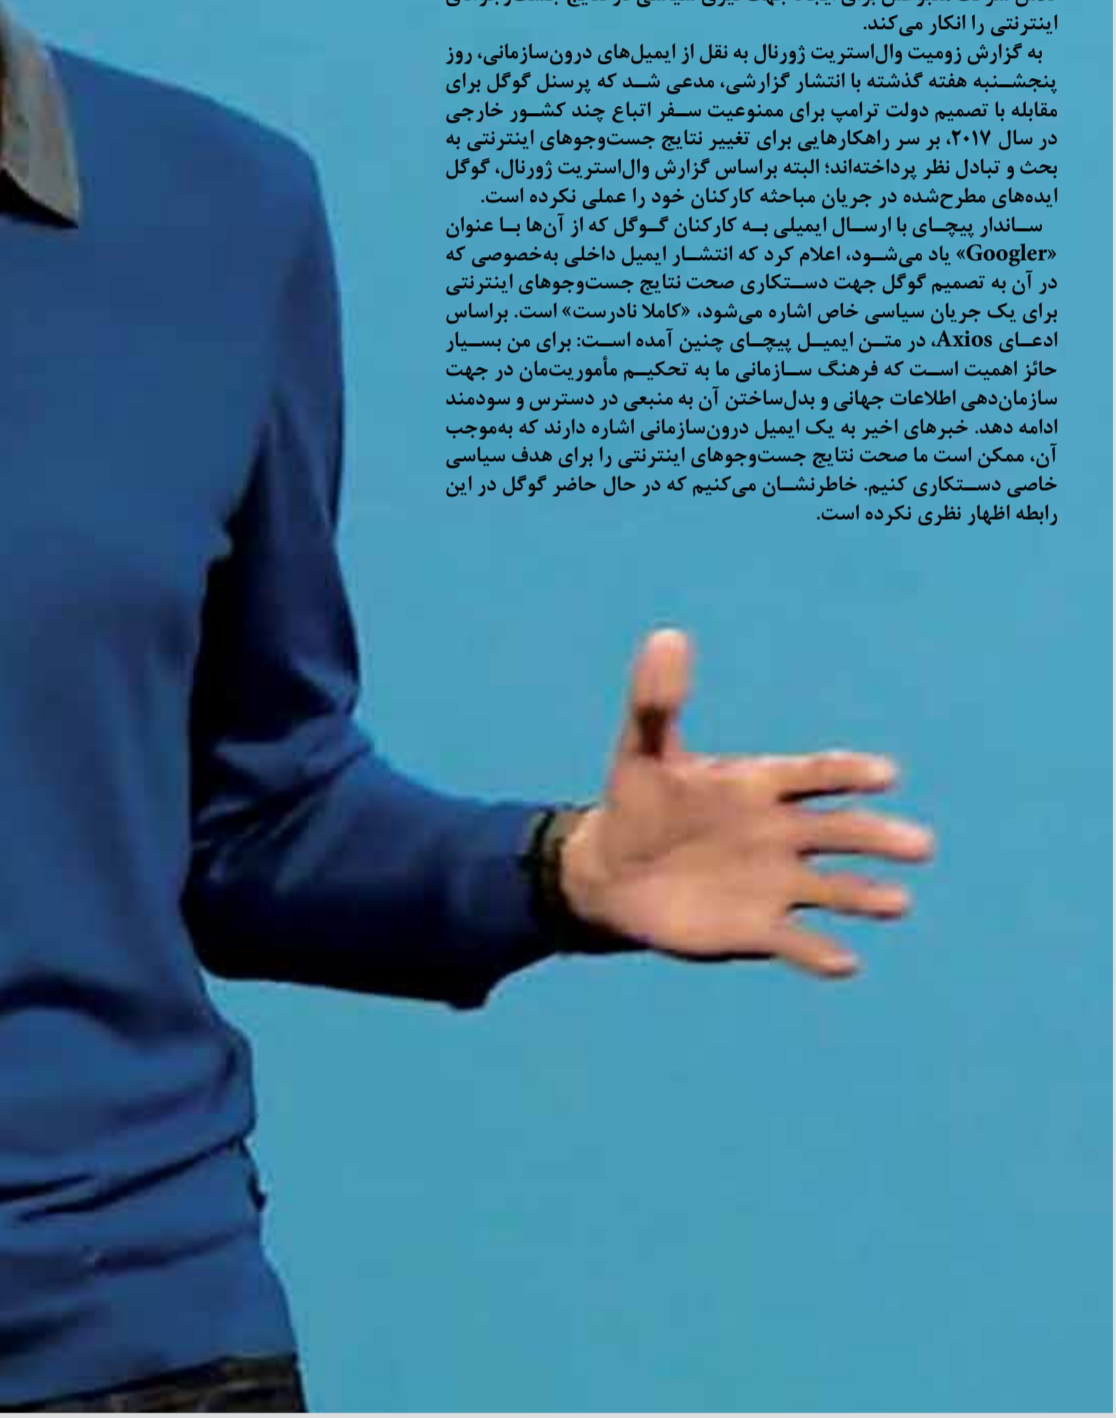 اینترنتی را انکار می‌کند.
به گزارش زومیت وال‌استریت ژورنال به نقل از ایمیل‌های درون‌سازمانی، روز
پنجشنبه هفته گذشته با انتشار گزارشی، مدعی شد که پرسنل گوگل برای
مقابله با تصمیم دولت ترامپ برای ممنوعیت سفر اتباع چند کشور خارجی
در سال ۲۰۱۷، بر سر راهکارهایی برای تغییر نتایج جست‌وجوهای اینترنتی به
بحث و تبادل نظر پرداخته‌اند؛ البته براساس گزارش وال‌استریت ژورنال، گوگل
ایده‌های مطرح‌شده در جریان مباحثه کارکنان خود را عملی نکرده است.
ساندار پیچای با ارسال ایمیلی به کارکنان گوگل که از آن‌ها با عنوان
«Googler» یاد می‌شود، اعلام کرد که انتشار ایمیل داخلی به‌خصوصی که
در آن به تصمیم گوگل جهت دستکاری صحت نتایج جست‌وجوهای اینترنتی
برای یک جریان سیاسی خاص اشاره می‌شود، «کاملا نادرست» است. براساس
ادعای Axios، در متن ایمیل پیچای چنین آمده است: برای من بسیار
حائز اهمیت است که فرهنگ سازمانی ما به تحکیم مأموریت‌مان در جهت
سازمان‌دهی اطلاعات جهانی و بدل‌ساختن آن به منبعی در دسترس و سودمند
ادامه دهد. خبرهای اخیر به یک ایمیل درون‌سازمانی اشاره دارند که به‌موجب
آن، ممکن است ما صحت نتایج جست‌وجوهای اینترنتی را برای هدف سیاسی
خاصی دستکاری کنیم. خاطرنشان می‌کنیم که در حال حاضر گوگل در این
رابطه اظهار نظری نکرده است.